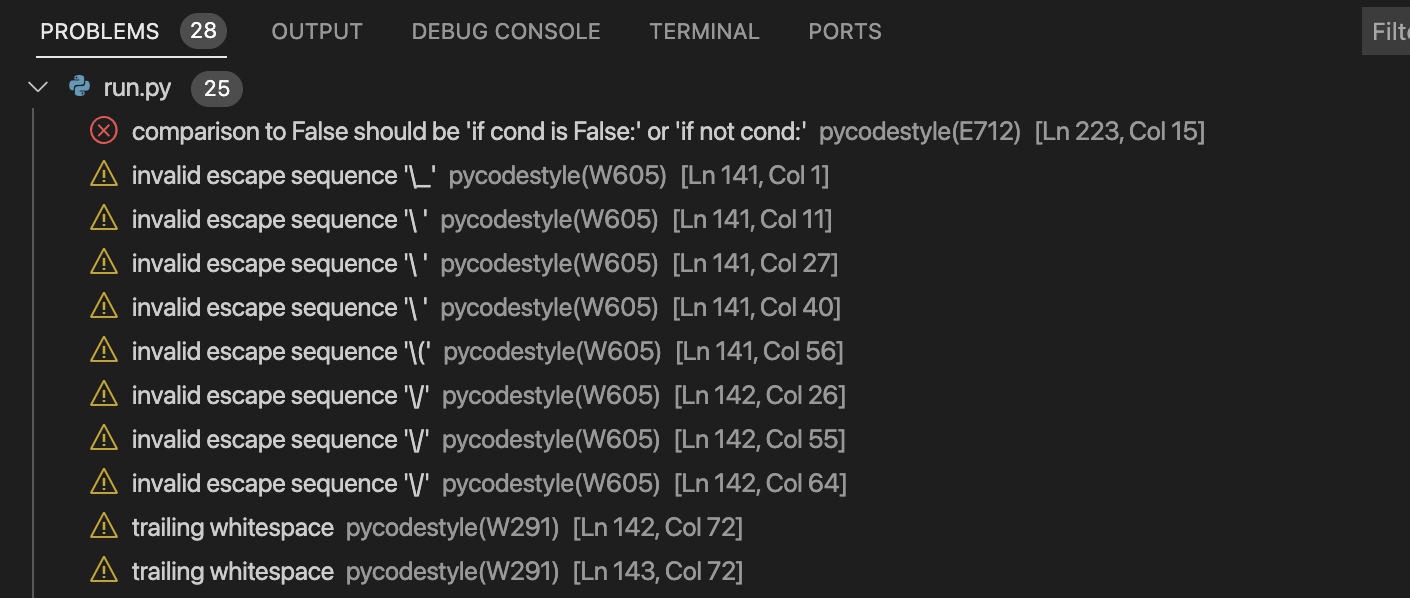 PROBLEMS 28 OUTPUT DEBUG CONSOLE TERMINAL PORTS
run.py 25
comparison to False should be 'if cond is False:' or 'if not cond:' pycodestyle(E712) [Ln 223, Col 15]
invalid escape sequence '\_' pycodestyle(W605) [Ln 141, Col 1]
invalid escape sequence '\ ' pycodestyle(W605) [Ln 141, Col 11]
invalid escape sequence '\ ' pycodestyle(W605) [Ln 141, Col 27]
invalid escape sequence '\ ' pycodestyle(W605) [Ln 141, Col 40]
invalid escape sequence '\(' pycodestyle(W605) [Ln 141, Col 56]
invalid escape sequence '\/' pycodestyle(W605) [Ln 142, Col 26]
invalid escape sequence '\/' pycodestyle(W605) [Ln 142, Col 55]
invalid escape sequence '\/' pycodestyle(W605) [Ln 142, Col 64]
trailing whitespace pycodestyle(W291) [Ln 142, Col 72]
trailing whitespace pycodestyle(W291) [Ln 143, Col 72]